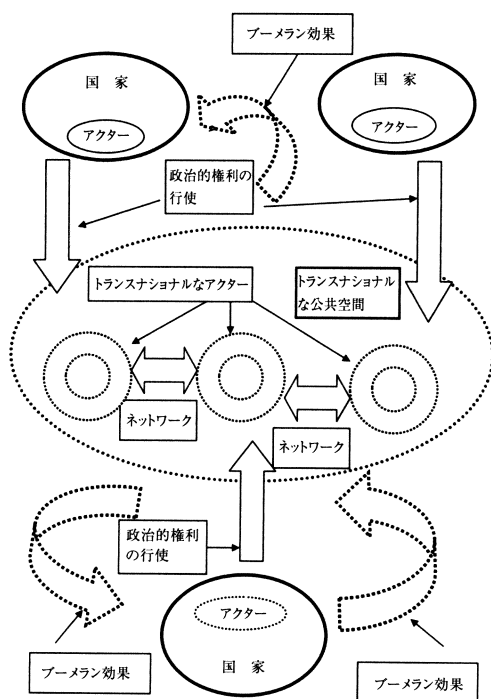 ブーメラン効果
国 家
アクター
国 家
アクター
政治的権利の
行使
トランスナショナルなアクター
トランスナショナル
な公共空間
ネットワーク
ネットワーク
政治的権利
の行使
アクター
国 家
ブーメラン効果
ブーメラン効果